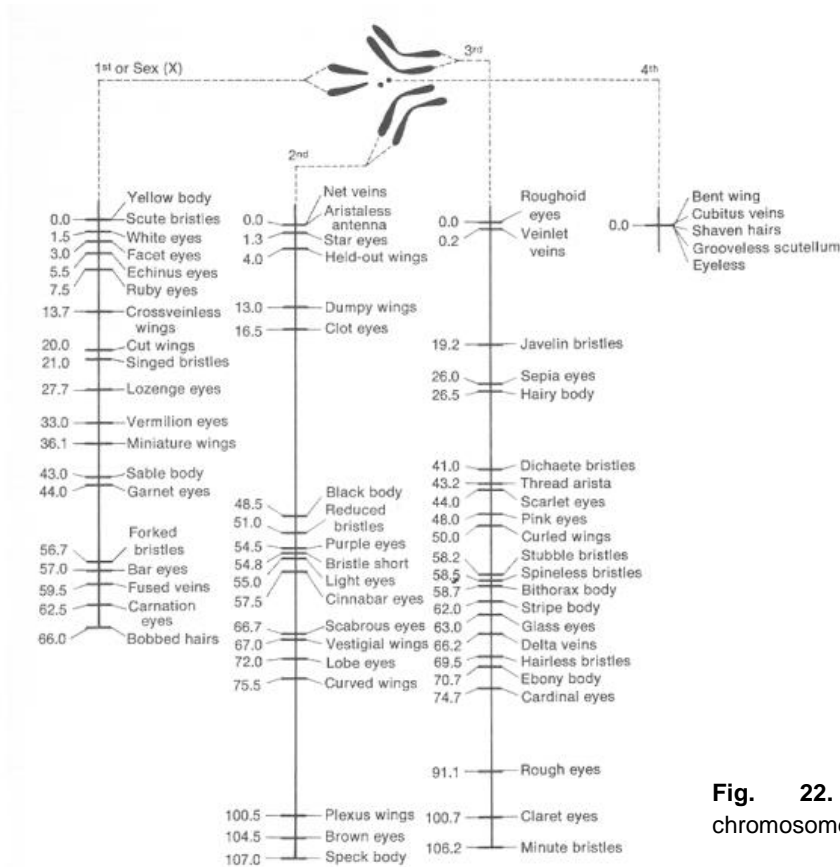 1st or Sex (X)
3rd
4th
2nd
Yellow body
0.0 Scute bristles
1.5 White eyes
3.0 Facet eyes
5.5 Echinus eyes
7.5 Ruby eyes
13.7 Crossveinless
wings
20.0 Cut wings
21.0 Singed bristles
27.7 Lozenge eyes
33.0 Vermilion eyes
36.1 Miniature wings
43.0 Sable body
44.0 Garnet eyes
Forked
56.7 bristles
57.0 Bar eyes
59.5 Fused veins
62.5 Carnation
eyes
66.0 Bobbed hairs
Net veins
0.0 Aristaless
antenna
1.3 Star eyes
4.0 Held-out wings
13.0 Dumpy wings
16.5 Clot eyes
48.5 Black body
51.0 Reduced
bristles
54.5 Purple eyes
54.8 Bristle short
55.0 Light eyes
57.5 Cinnabar eyes
66.7 Scabrous eyes
67.0 Vestigial wings
72.0 Lobe eyes
75.5 Curved wings
100.5 Plexus wings
104.5 Brown eyes
107.0 Speck body
Roughoid
0.0 eyes
0.2 Veinlet
veins
19.2 Javelin bristles
26.0 Sepia eyes
26.5 Hairy body
41.0 Dichaete bristles
43.2 Thread arista
44.0 Scarlet eyes
48.0 Pink eyes
50.0 Curled wings
58.2 Stubble bristles
58.5 Spineless bristles
58.7 Bithorax body
62.0 Stripe body
63.0 Glass eyes
66.2 Delta veins
69.5 Hairless bristles
70.7 Ebony body
74.7 Cardinal eyes
91.1 Rough eyes
100.7 Claret eyes
106.2 Minute bristles
Bent wing
Cubitus veins
0.0 Shaven hairs
Grooveless scutellum
Eyeless
Fig. 22.